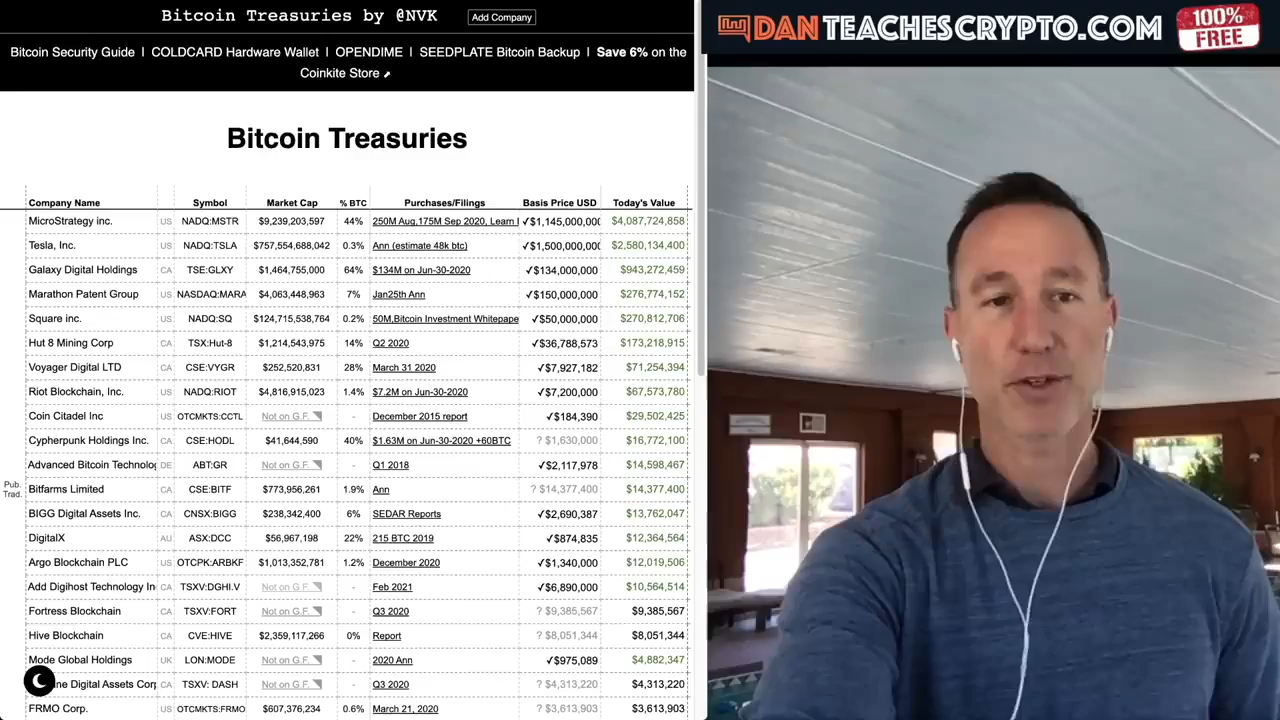 Bitcoin Treasuries by @NVK
Add Company
Bitcoin Security Guide I COLDCARD Hardware Wallet I OPENDIME I SEEDPLATE Bitcoin Backup I Save 6% on the
Coinkite Store
Bitcoin Treasuries
Company Name Symbol Market Cap % BTC Purchases/Filings Basis Price USD Today's Value
MicroStrategy inc. US NADQ:MSTR $9,239,203,597 44% 250M Aug,175M Sep 2020, Learn ✓$1,145,000,000 $4,087,724,858
Tesla, Inc. US NADQ:TSLA $757,554,688,042 0.3% Ann (estimate 48k btc) ✓$1,500,000,000 $2,580,134,400
Galaxy Digital Holdings CA TSE:GLXY $1,464,755,000 64% $134M on Jun-30-2020 ✓$134,000,000 $943,272,459
Marathon Patent Group US NASDAQ:MARA $4,063,448,963 7% Jan25th Ann ✓$150,000,000 $276,774,152
Square inc. US NADQ:SQ $124,715,538,764 0.2% 50M,Bitcoin Investment Whitepape ✓$50,000,000 $270,812,706
Hut 8 Mining Corp CA TSX:Hut-8 $1,214,543,975 14% Q2 2020 ✓$36,788,573 $173,218,915
Voyager Digital LTD CA CSE:VYGR $252,520,831 28% March 31 2020 ✓$7,927,182 $71,254,394
Riot Blockchain, Inc. US NADQ:RIOT $4,816,915,023 1.4% $7.2M on Jun-30-2020 ✓$7,200,000 $67,573,780
Coin Citadel Inc US OTCMKTS:CCTL Not on G.F. - December 2015 report ✓$184,390 $29,502,425
Cypherpunk Holdings Inc. CA CSE:HODL $41,644,590 40% $1.63M on Jun-30-2020 +60BTC ? $1,630,000 $16,772,100
Advanced Bitcoin Technolo DE ABT:GR Not on G.F. - Q1 2018 ✓$2,117,978 $14,598,467
Pub.
Trad.
Bitfarms Limited CA CSE:BITF $773,956,261 1.9% Ann ? $14,377,400 $14,377,400
BIGG Digital Assets Inc. CA CNSX:BIGG $238,342,400 6% SEDAR Reports ✓$2,690,387 $13,762,047
DigitalX AU ASX:DCC $56,967,198 22% 215 BTC 2019 ✓$874,835 $12,364,564
Argo Blockchain PLC US OTCPK:ARBKF $1,013,352,781 1.2% December 2020 ✓$1,340,000 $12,019,506
Add Digihost Technology In CA TSXV:DGHI.V Not on G.F. - Feb 2021 ✓$6,890,000 $10,564,514
Fortress Blockchain CA TSXV:FORT Not on G.F. - Q3 2020 ? $9,385,567 $9,385,567
Hive Blockchain CA CVE:HIVE $2,359,117,266 0% Report ? $8,051,344 $8,051,344
Mode Global Holdings UK LON:MODE Not on G.F. - 2020 Ann ✓$975,089 $4,882,347
ne Digital Assets Corp CA TSXV: DASH Not on G.F. - Q3 2020 ? $4,313,220 $4,313,220
FRMO Corp. US OTCMKTS:FRMO $607,376,234 0.6% March 21, 2020 ? $3,613,903 $3,613,903
DANTEACHESCRYPTO.COM
100%
FREE